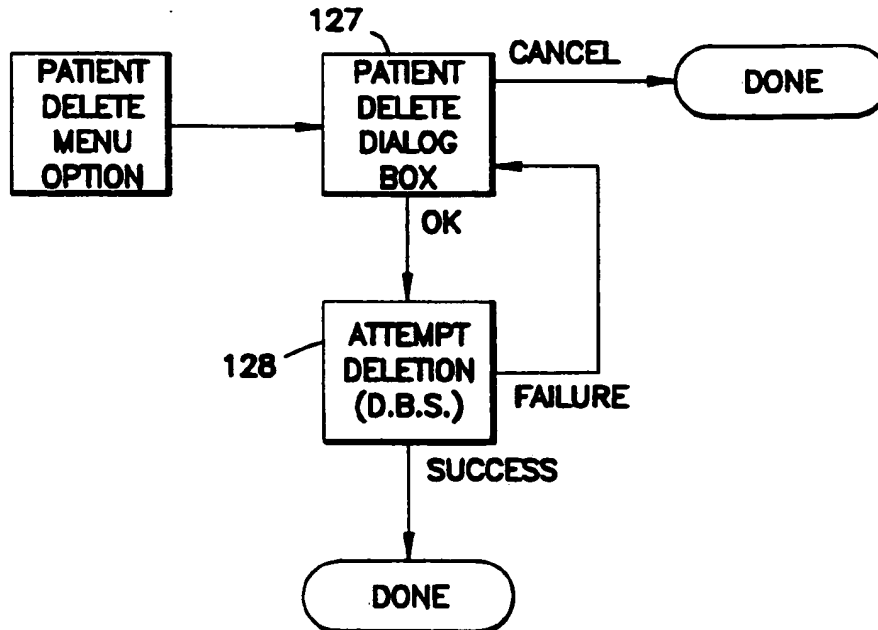 127
PATIENT
DELETE
MENU
OPTION
PATIENT
DELETE
DIALOG
BOX
CANCEL
DONE
OK
128
ATTEMPT
DELETION
(D.B.S.)
FAILURE
SUCCESS
DONE